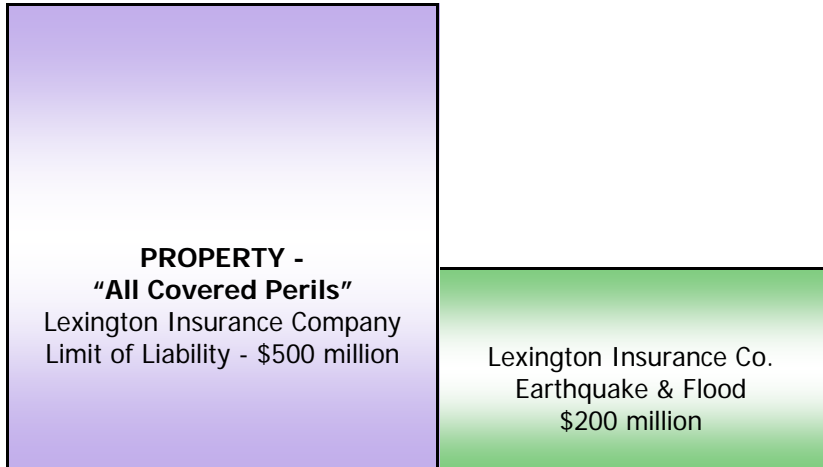 PROPERTY -
“All Covered Perils”
Lexington Insurance Company
Limit of Liability - $500 million
Lexington Insurance Co.
Earthquake & Flood
$200 million